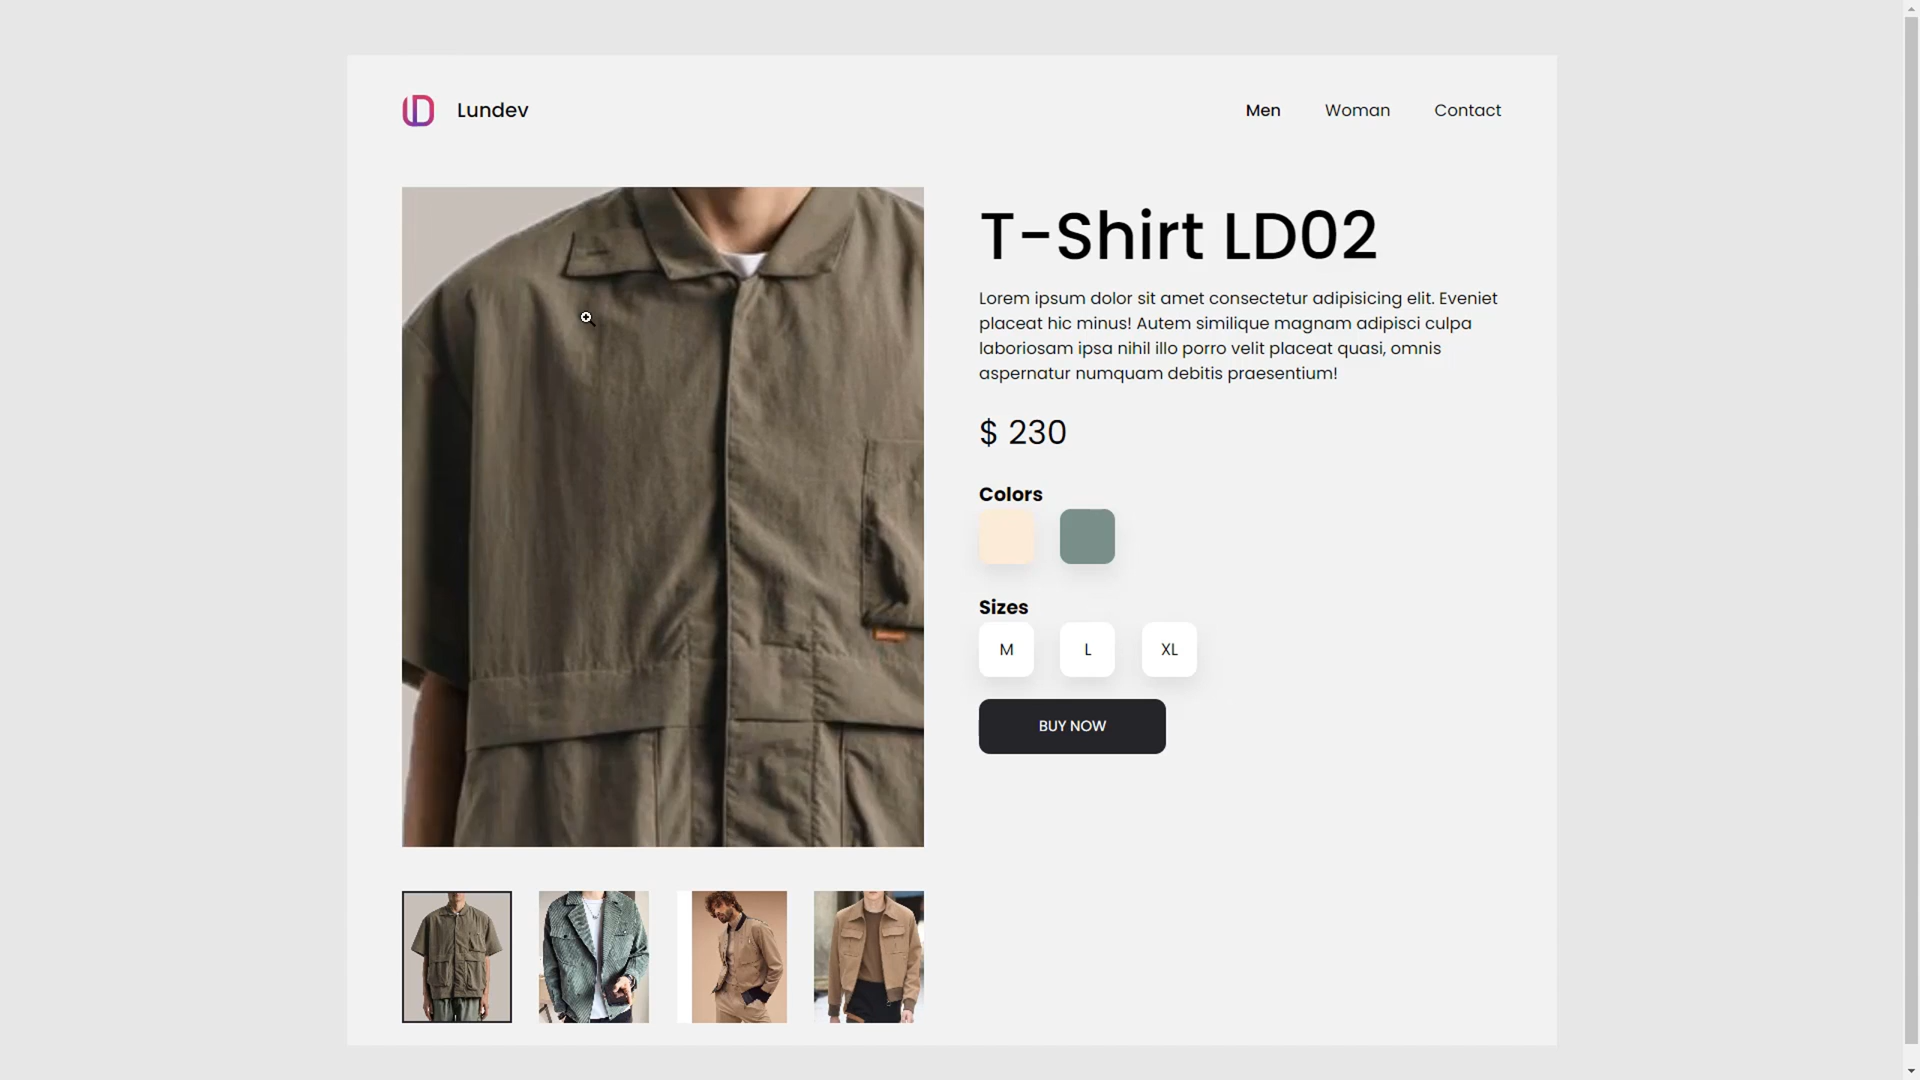 Lundev
Men
Woman
Contact
T-Shirt LD02
Lorem ipsum dolor sit amet consectetur adipisicing elit. Eveniet
placeat hic minus! Autem similique magnam adipisci culpa
laboriosam ipsa nihil illo porro velit placeat quasi, omnis
aspernatur numquam debitis praesentium!
$ 230
Colors
Sizes
M
L
XL
BUY NOW